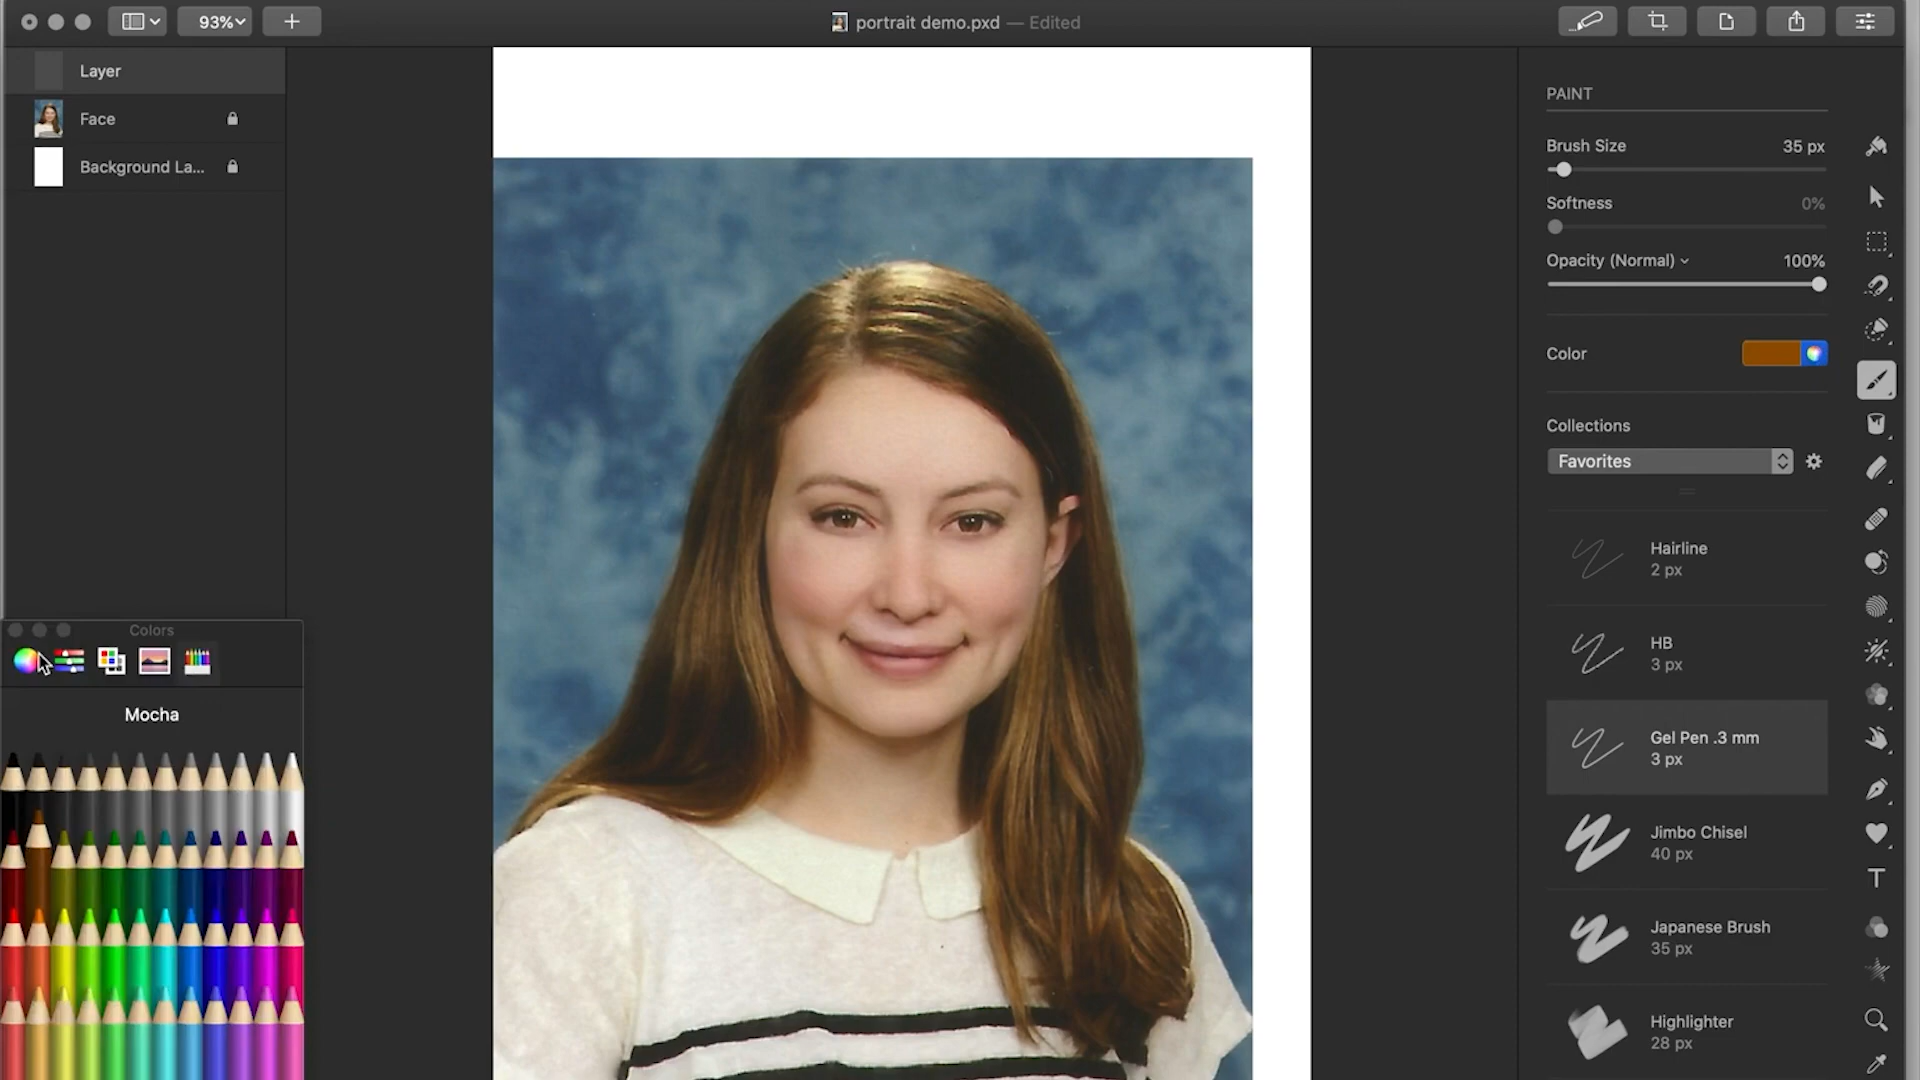 93%
portrait demo.pxd — Edited
Layer
Face
Background La...
PAINT
Brush Size 35 px
Softness 0%
Opacity (Normal) 100%
Color
Collections
Favorites
Hairline
2 px
HB
3 px
Gel Pen .3 mm
3 px
Jimbo Chisel
40 px
Japanese Brush
35 px
Highlighter
28 px
Colors
Mocha